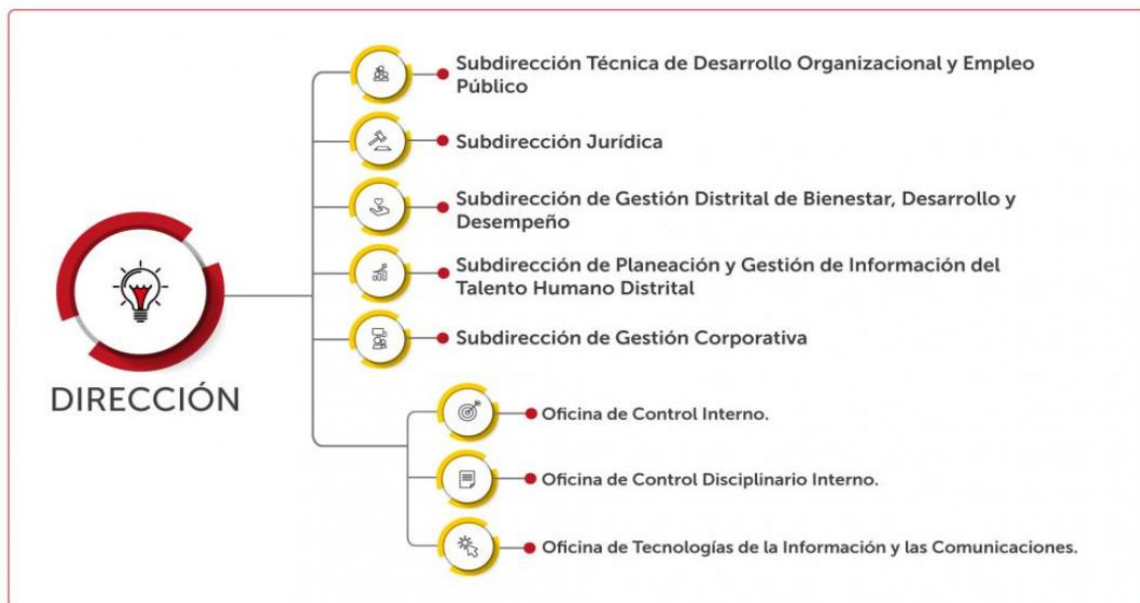 Subdirección Técnica de Desarrollo Organizacional y Empleo
Público
Subdirección Jurídica
Subdirección de Gestión Distrital de Bienestar, Desarrollo y
Desempeño
Subdirección de Planeación y Gestión de Información del
Talento Humano Distrital
Subdirección de Gestión Corporativa
DIRECCIÓN
Oficina de Control Interno.
Oficina de Control Disciplinario Interno.
Oficina de Tecnologías de la Información y las Comunicaciones.